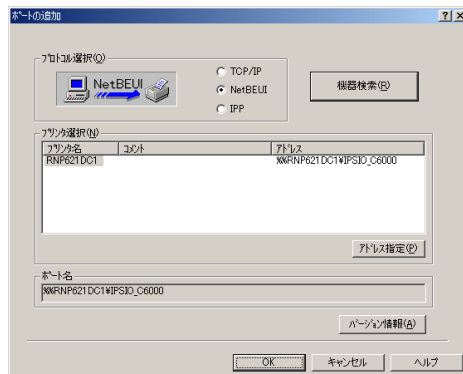 ポートの追加
プロトコル選択(O)
NetBEUI
TCP/IP
NetBEUI
IPP
機器検索(R)
プリンタ選択(N)
プリンタ名 コメント アドレス
RNP621DC1 %%RNP621DC1¥IPSIO_C6000
アドレス指定(P)
ポート名
%%RNP621DC1¥IPSIO_C6000
バージョン情報(A)
OK キャンセル ヘルプ